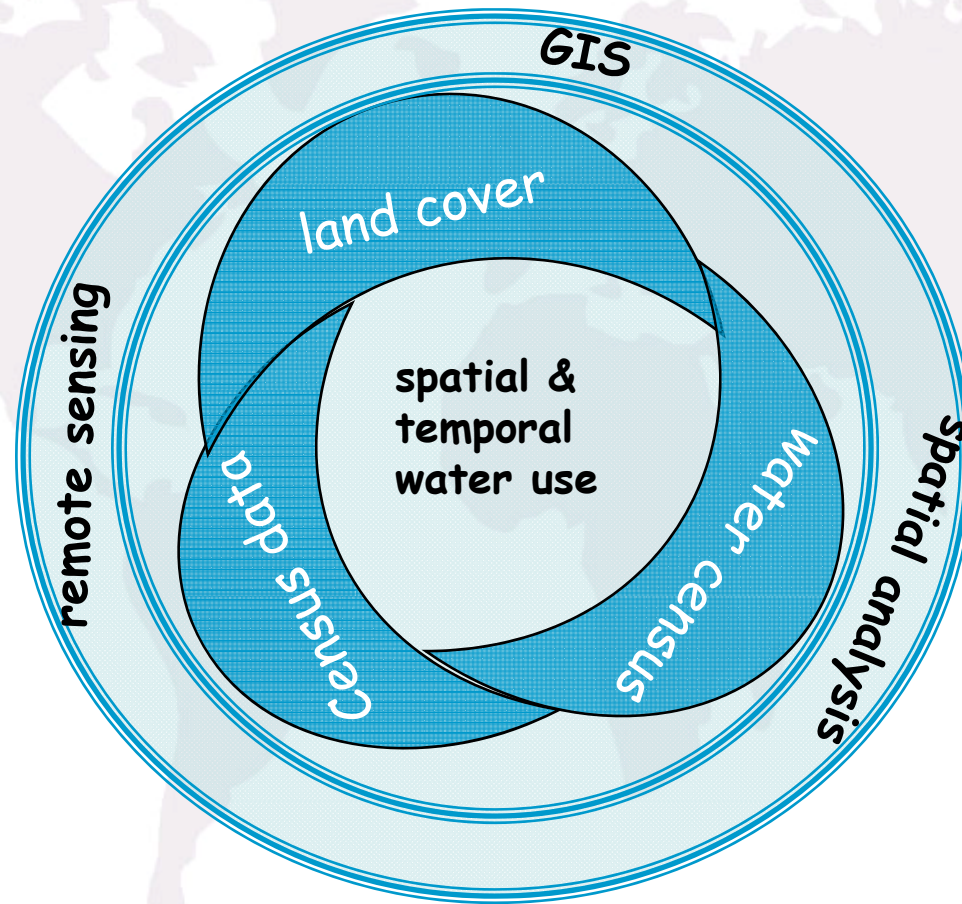 GIS
land cover
remote sensing
spatial &
temporal
water use
Census data
water census
spatial analysis